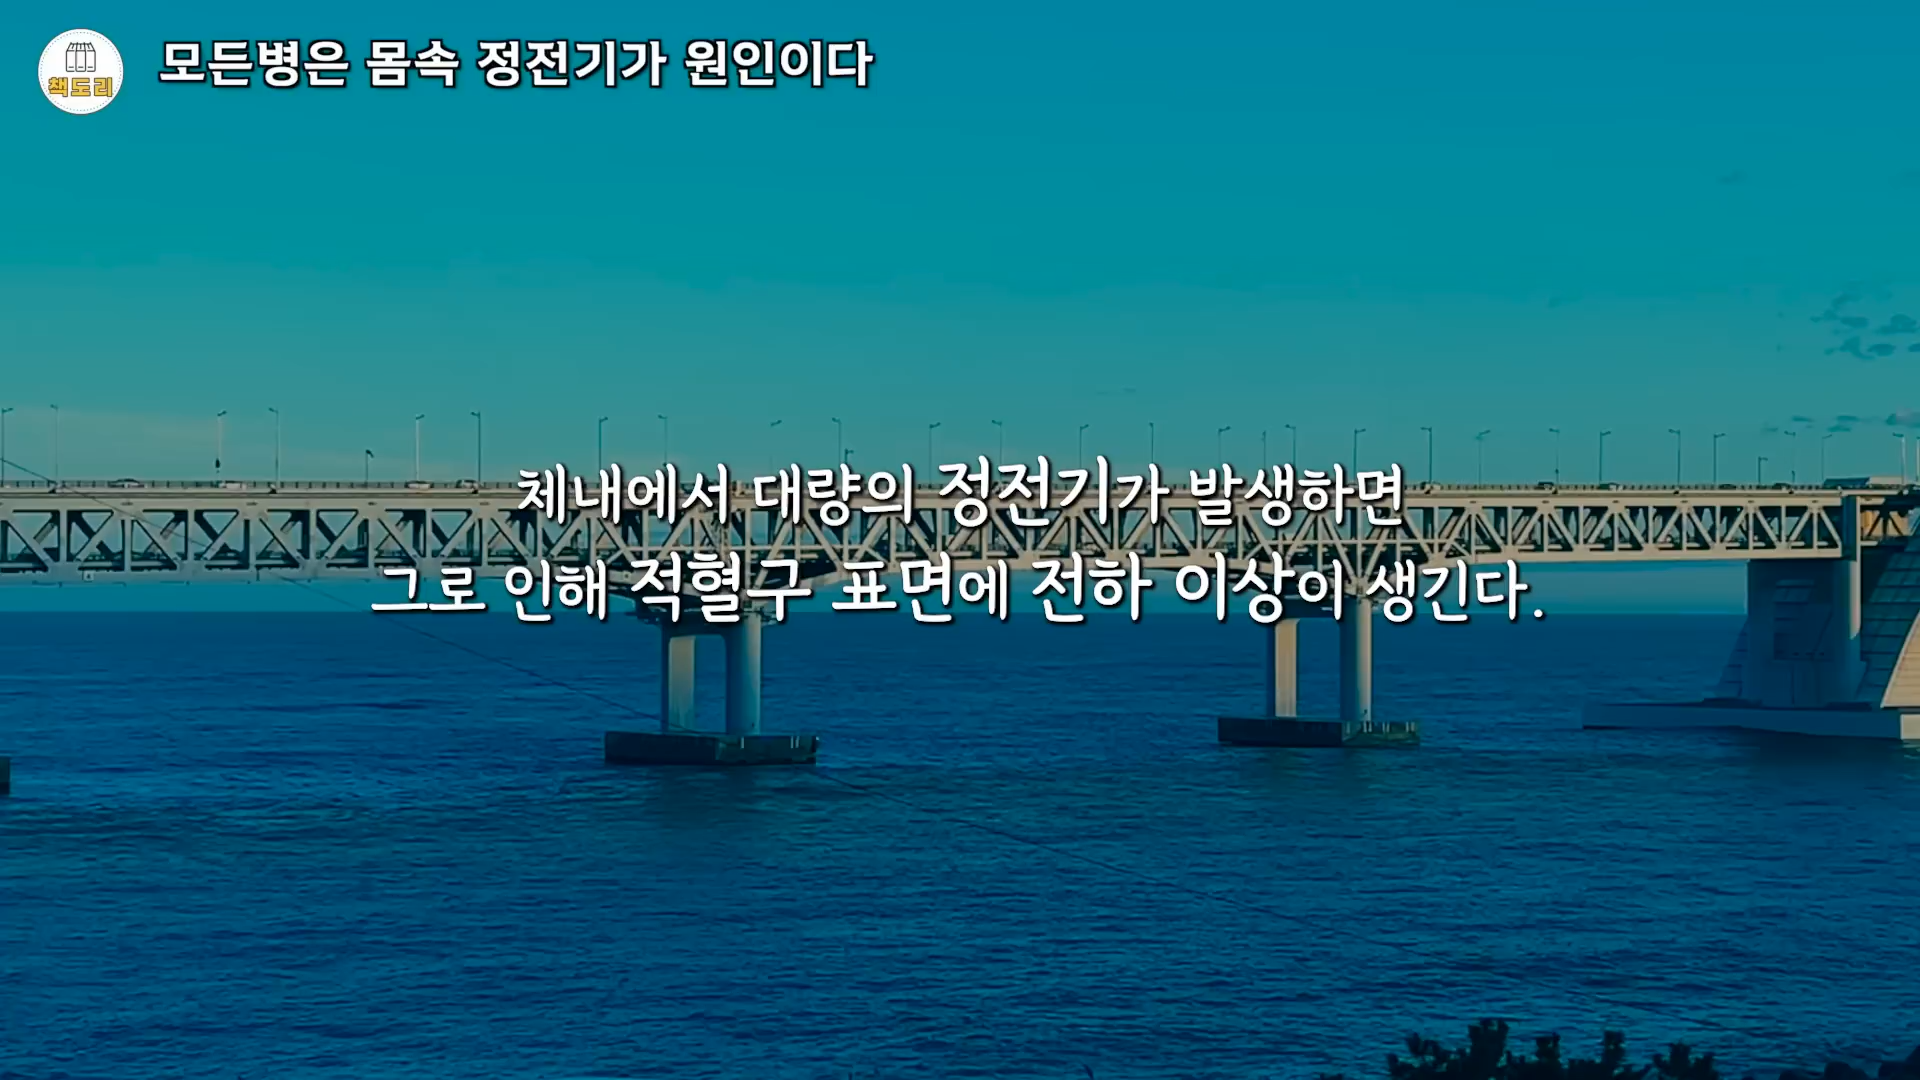 책도리
모든병은 몸속 정전기가 원인이다
체내에서 대량의 정전기가 발생하면
그로 인해 적혈구 표면에 전하 이상이 생긴다.